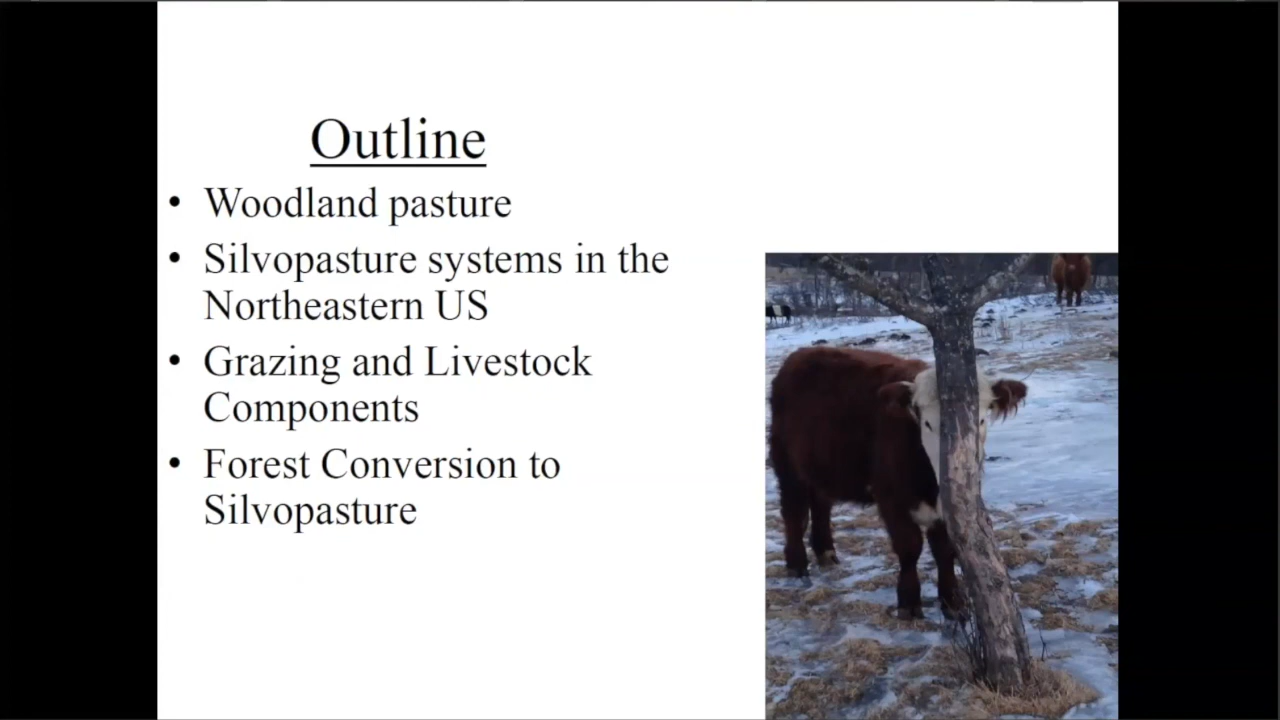 Outline
• Woodland pasture
• Silvopasture systems in the
Northeastern US
• Grazing and Livestock
Components
• Forest Conversion to
Silvopasture